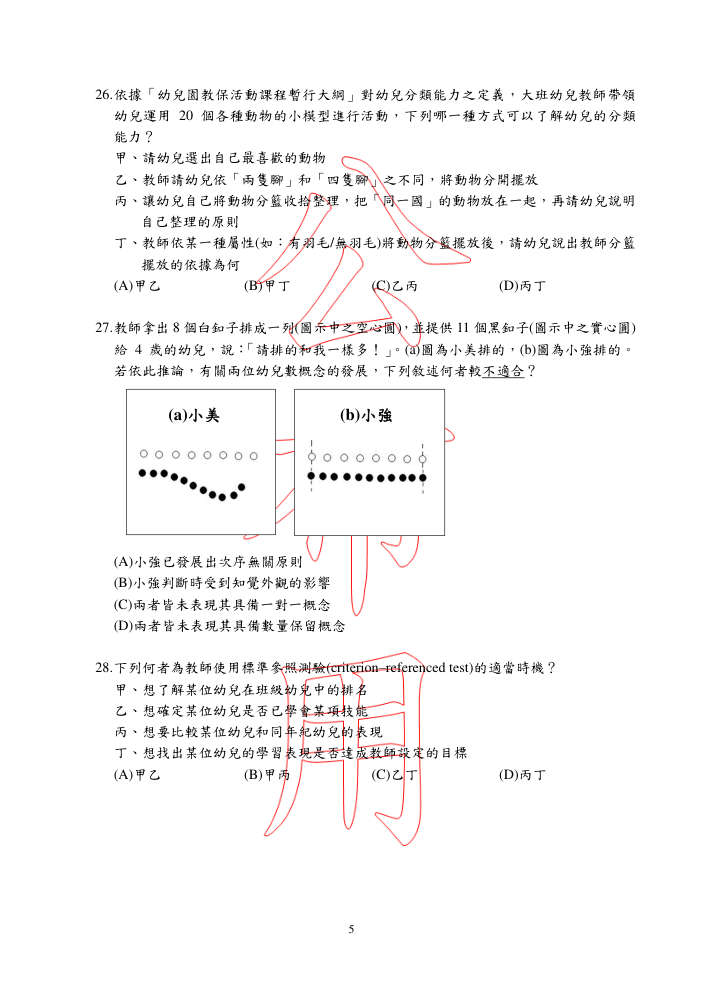 26.依據「幼兒園教保活動課程暫行大綱」對幼兒分類能力之定義，大班幼兒教師帶領
幼兒運用 20 個各種動物的小模型進行活動，下列哪一種方式可以了解幼兒的分類
能力？
甲、請幼兒選出自己最喜歡的動物
乙、教師請幼兒依「兩隻腳」和「四隻腳」之不同，將動物分開擺放
丙、讓幼兒自己將動物分籃收拾整理，把「同一國」的動物放在一起，再請幼兒說明
自己整理的原則
丁、教師依某一種屬性(如：有羽毛/無羽毛)將動物分籃擺放後，請幼兒說出教師分籃
擺放的依據為何
(A)甲乙 (B)甲丁 (C)乙丙 (D)丙丁
27.教師拿出 8 個白釦子排成一列(圖示中之空心圓)，並提供 11 個黑釦子(圖示中之實心圓)
給 4 歲的幼兒，說：「請排的和我一樣多！」。(a)圖為小美排的，(b)圖為小強排的。
若依此推論，有關兩位幼兒數概念的發展，下列敘述何者較不適合？
(a)小美 (b)小強
(A)小強已發展出次序無關原則
(B)小強判斷時受到知覺外觀的影響
(C)兩者皆未表現其具備一對一概念
(D)兩者皆未表現其具備數量保留概念
28.下列何者為教師使用標準參照測驗(criterion–referenced test)的適當時機？
甲、想了解某位幼兒在班級幼兒中的排名
乙、想確定某位幼兒是否已學會某項技能
丙、想要比較某位幼兒和同年紀幼兒的表現
丁、想找出某位幼兒的學習表現是否達成教師設定的目標
(A)甲乙 (B)甲丙 (C)乙丁 (D)丙丁
5